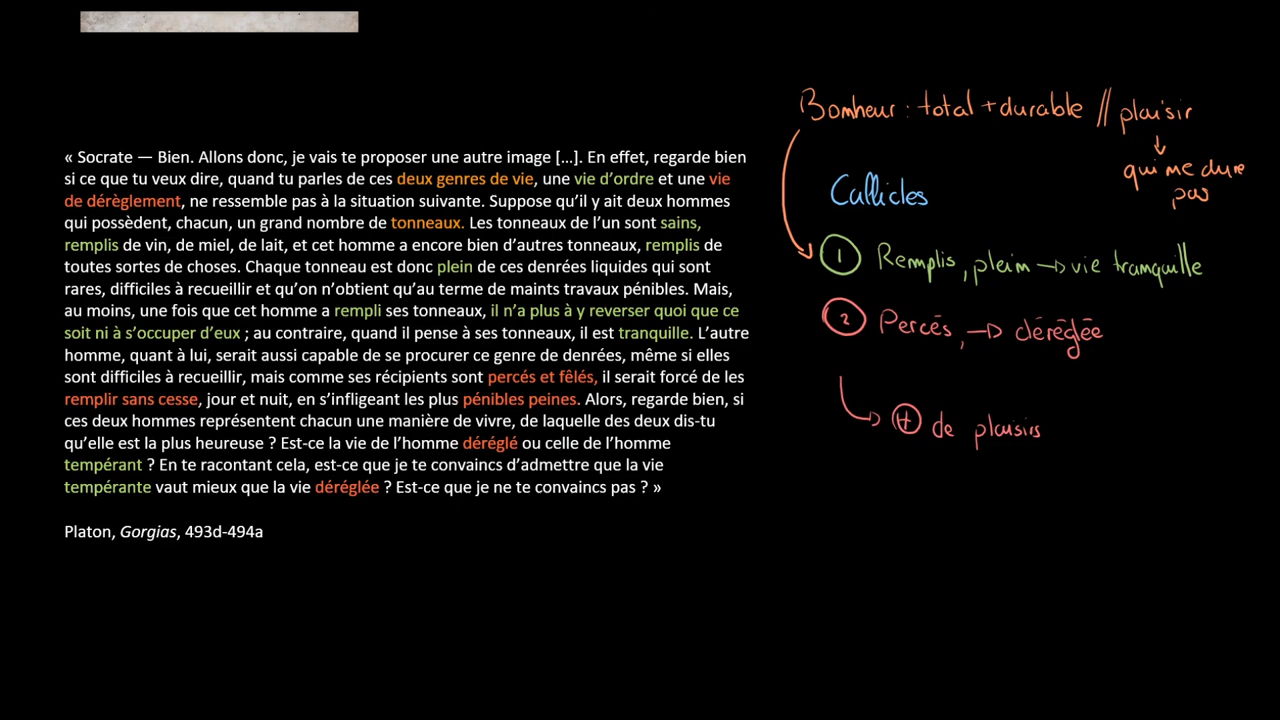 « Socrate — Bien. Allons donc, je vais te proposer une autre image [...]. En effet, regarde bien
si ce que tu veux dire, quand tu parles de ces deux genres de vie, une vie d'ordre et une vie
de dérèglement, ne ressemble pas à la situation suivante. Suppose qu'il y ait deux hommes
qui possèdent, chacun, un grand nombre de tonneaux. Les tonneaux de l'un sont sains,
remplis de vin, de miel, de lait, et cet homme a encore bien d'autres tonneaux, remplis de
toutes sortes de choses. Chaque tonneau est donc plein de ces denrées liquides qui sont
rares, difficiles à recueillir et qu'on n'obtient qu'au terme de maints travaux pénibles. Mais,
au moins, une fois que cet homme a rempli ses tonneaux, il n'a plus à y reverser quoi que ce
soit ni à s'occuper d'eux ; au contraire, quand il pense à ses tonneaux, il est tranquille. L'autre
homme, quant à lui, serait aussi capable de se procurer ce genre de denrées, même si elles
sont difficiles à recueillir, mais comme ses récipients sont percés et fêlés, il serait forcé de les
remplir sans cesse, jour et nuit, en s'infligeant les plus pénibles peines. Alors, regarde bien, si
ces deux hommes représentent chacun une manière de vivre, de laquelle des deux dis-tu
qu'elle est la plus heureuse ? Est-ce la vie de l'homme déréglé ou celle de l'homme
tempérant ? En te racontant cela, est-ce que je te convaincs d'admettre que la vie
tempérante vaut mieux que la vie déréglée ? Est-ce que je ne te convaincs pas ? »
Platon, Gorgias, 493d-494a
Bonheur : total + durable // plaisir
↓
qui ne dure
pas
Callicles
1 Remplis, plein → vie tranquille
2 Percés, → déréglée
→ + de plaisirs